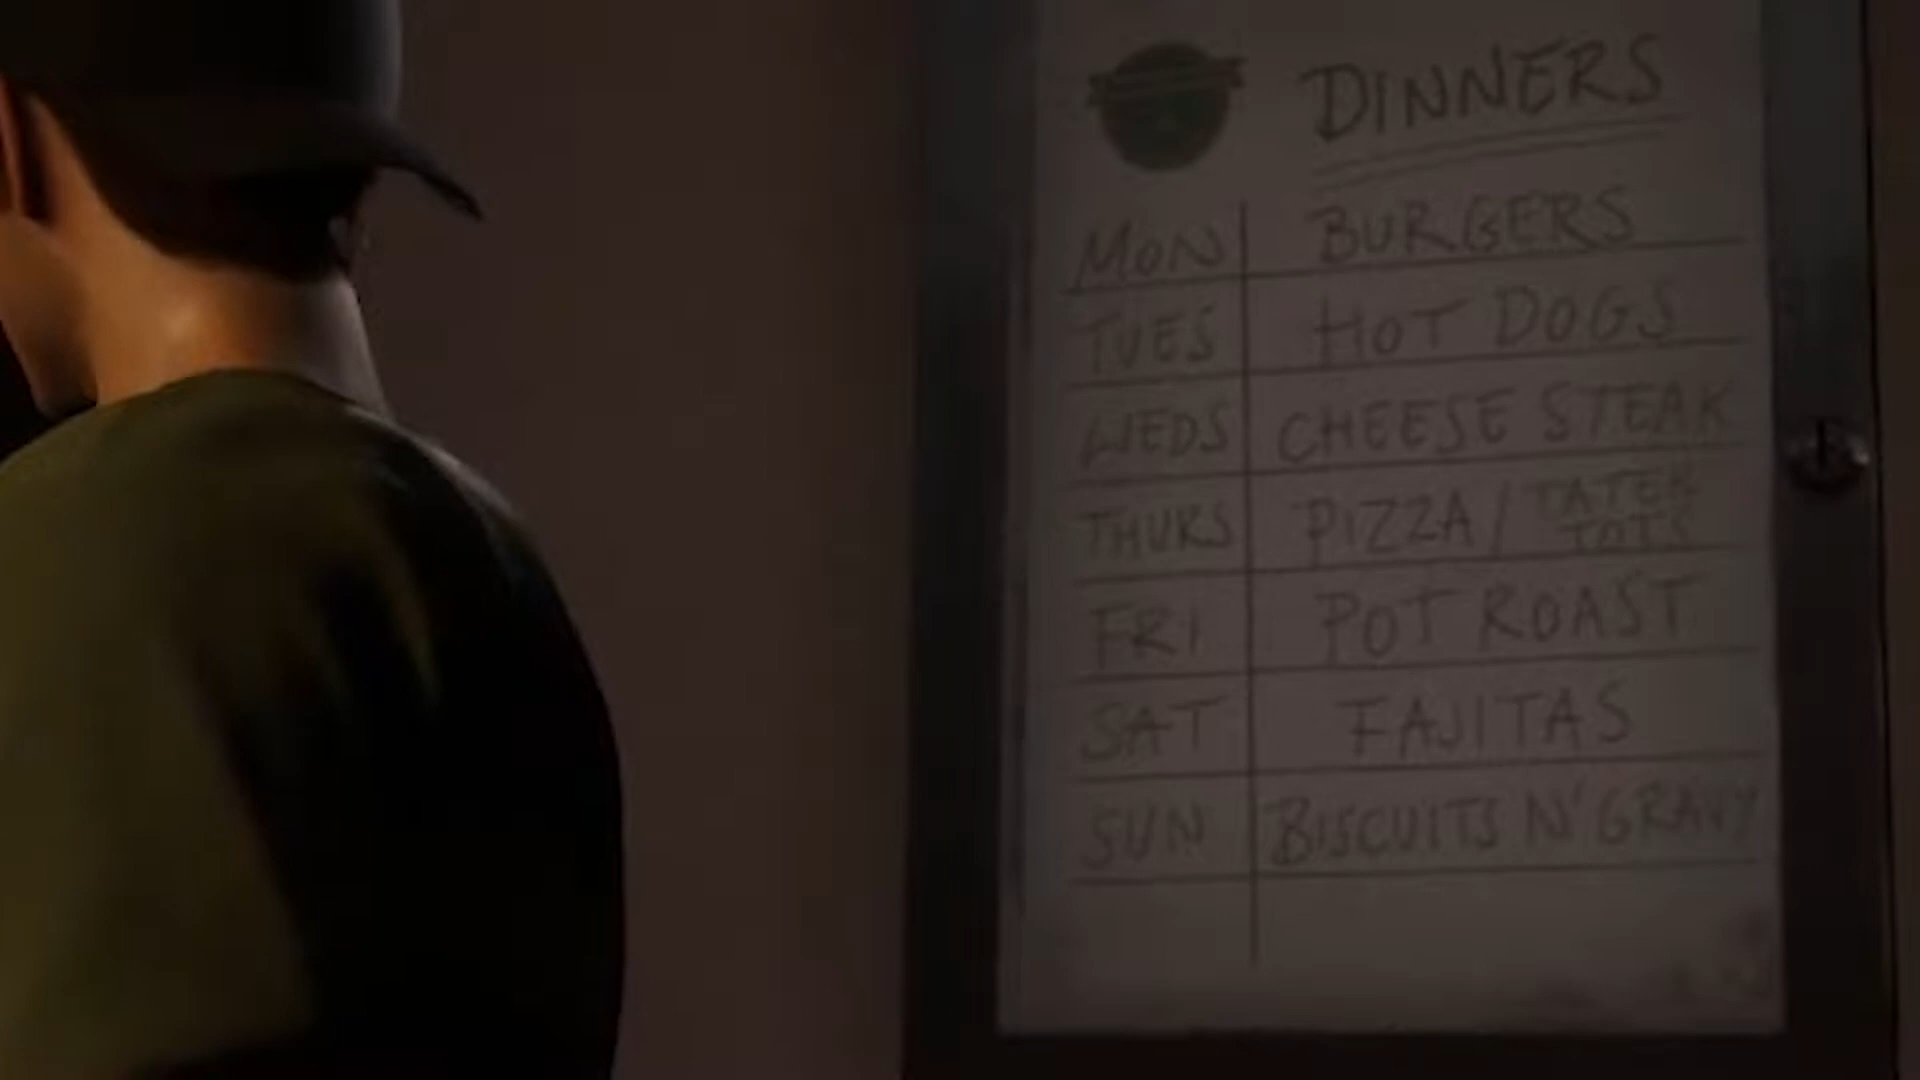 DINNERS
MON BURGERS
TUES HOT DOGS
WEDS CHEESE STEAK
THURS PIZZA / TATER
TOTS
FRI POT ROAST
SAT FAJITAS
SUN BISCUITS N' GRAVY